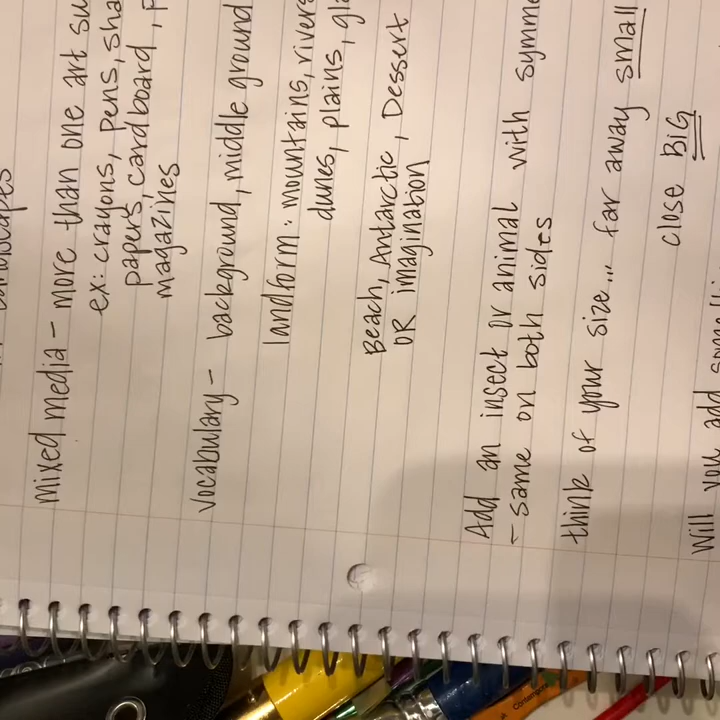 mixed media - more than one art
ex: crayons, pens,
papers, cardboard,
magazines
vocabulary - background, middle ground
landform: mountains, rivers
dunes, plains,
Beach, Antarctic, Dessert
OR imagination
Add an insect or animal with
- same on both sides
think of your size... far away small
close BIG
Will you add
Contempora